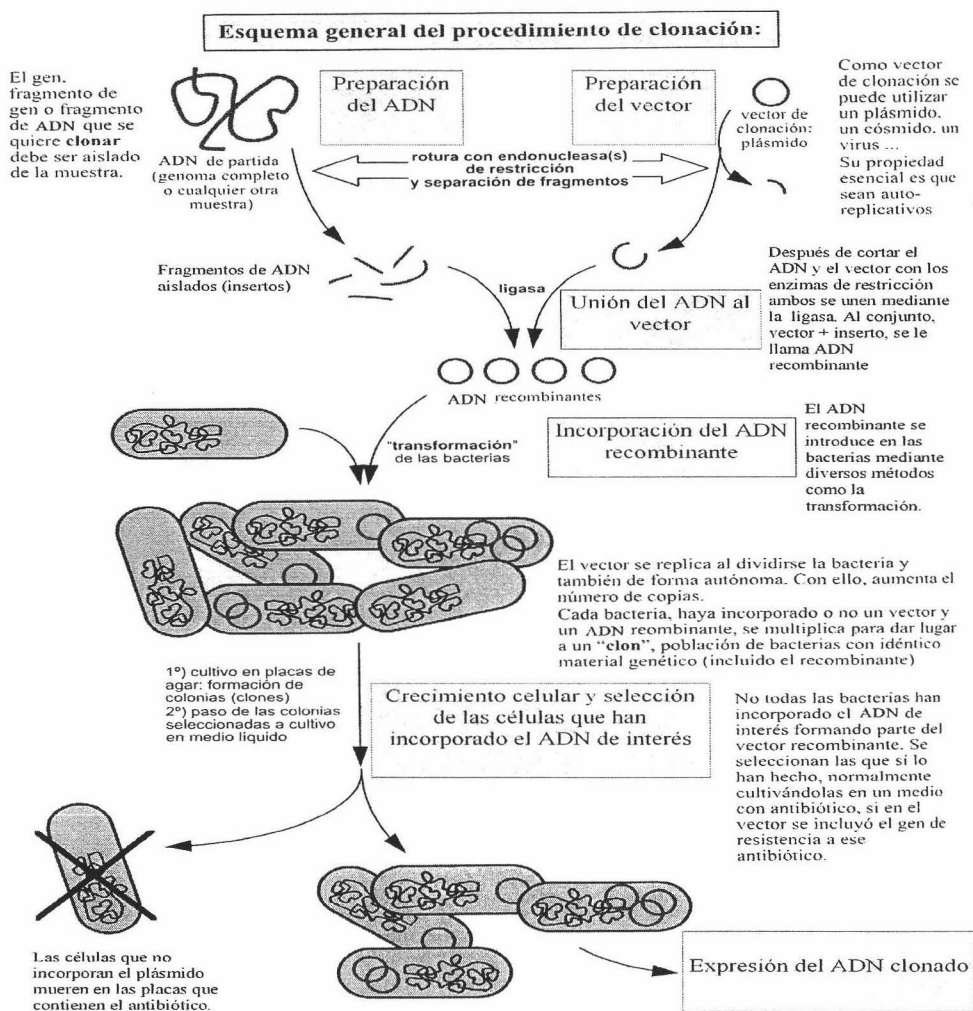 Esquema general del procedimiento de clonación:
El gen,
fragmento de
gen o fragmento
de ADN que se
quiere clonar
debe ser aislado
de la muestra.
Preparación
del ADN
ADN de partida
(genoma completo
o cualquier otra
muestra)
Preparación
del vector
vector de
clonación:
plásmido
Como vector
de clonación se
puede utilizar
un plásmido,
un cósmido, un
virus ...
Su propiedad
esencial es que
sean auto-
replicativos
rotura con endonucleasa(s)
de restricción
y separación de fragmentos
Fragmentos de ADN
aislados (insertos)
ligasa
Unión del ADN al
vector
Después de cortar el
ADN y el vector con los
enzimas de restricción
ambos se unen mediante
la ligasa. Al conjunto,
vector + inserto, se le
llama ADN
recombinante
ADN recombinantes
"transformación"
de las bacterias
Incorporación del ADN
recombinante
El ADN
recombinante se
introduce en las
bacterias mediante
diversos métodos
como la
transformación.
El vector se replica al dividirse la bacteria y
también de forma autónoma. Con ello, aumenta el
número de copias.
Cada bacteria, haya incorporado o no un vector y
un ADN reombinante, se multiplica para dar lugar
a un “clon”, población de bacterias con idéntico
material genético (incluido el recombinante)
1º) cultivo en placas de
agar: formación de
colonias (clones)
2º) paso de las colonias
seleccionadas a cultivo
en medio líquido
Crecimiento celular y selección
de las células que han
incorporado el ADN de interés
No todas las bacterias han
incorporado el ADN de
interés formando parte del
vector recombinante. Se
seleccionan las que si lo
han hecho, normalmente
cultivándolas en un medio
con antibiótico, si en el
vector se incluyó el gen de
resistencia a ese
antibiótico.
Las células que no
incorporan el plásmido
mueren en las placas que
contienen el antibiótico.
Expresión del ADN clonado